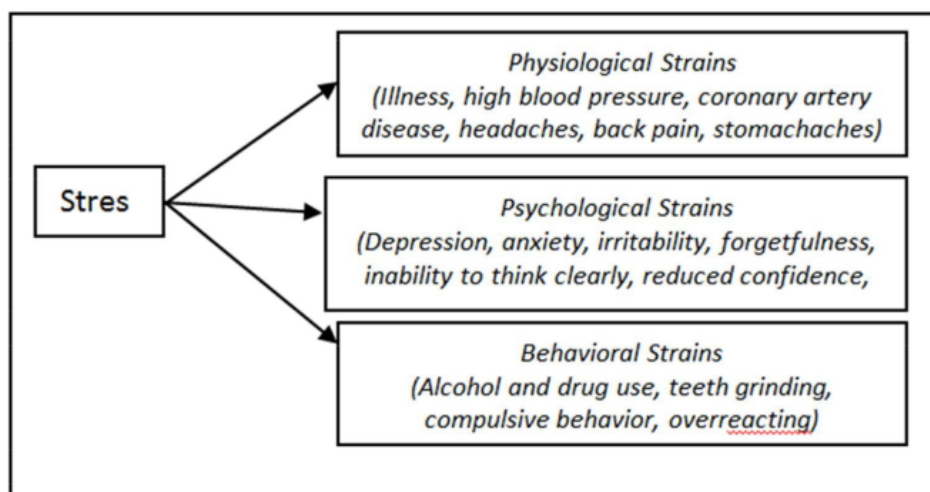 Physiological Strains
(Illness, high blood pressure, coronary artery
disease, headaches, back pain, stomachaches)
Stres
Psychological Strains
(Depression, anxiety, irritability, forgetfulness,
inability to think clearly, reduced confidence,
Behavioral Strains
(Alcohol and drug use, teeth grinding,
compulsive behavior, overreacting)